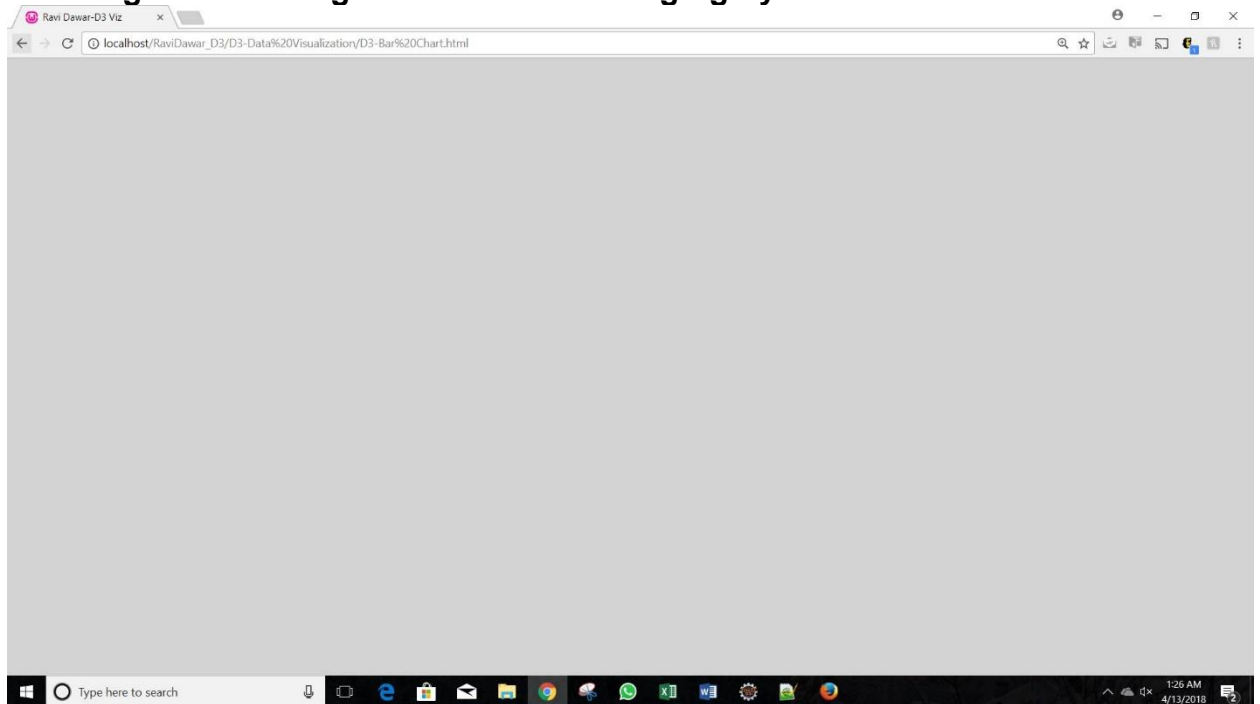 Ravi Dawar-D3 Viz
localhost/RaviDawar_D3/D3-Data%20Visualization/D3-Bar%20Chart.html
Type here to search
1:26 AM
4/13/2018
2